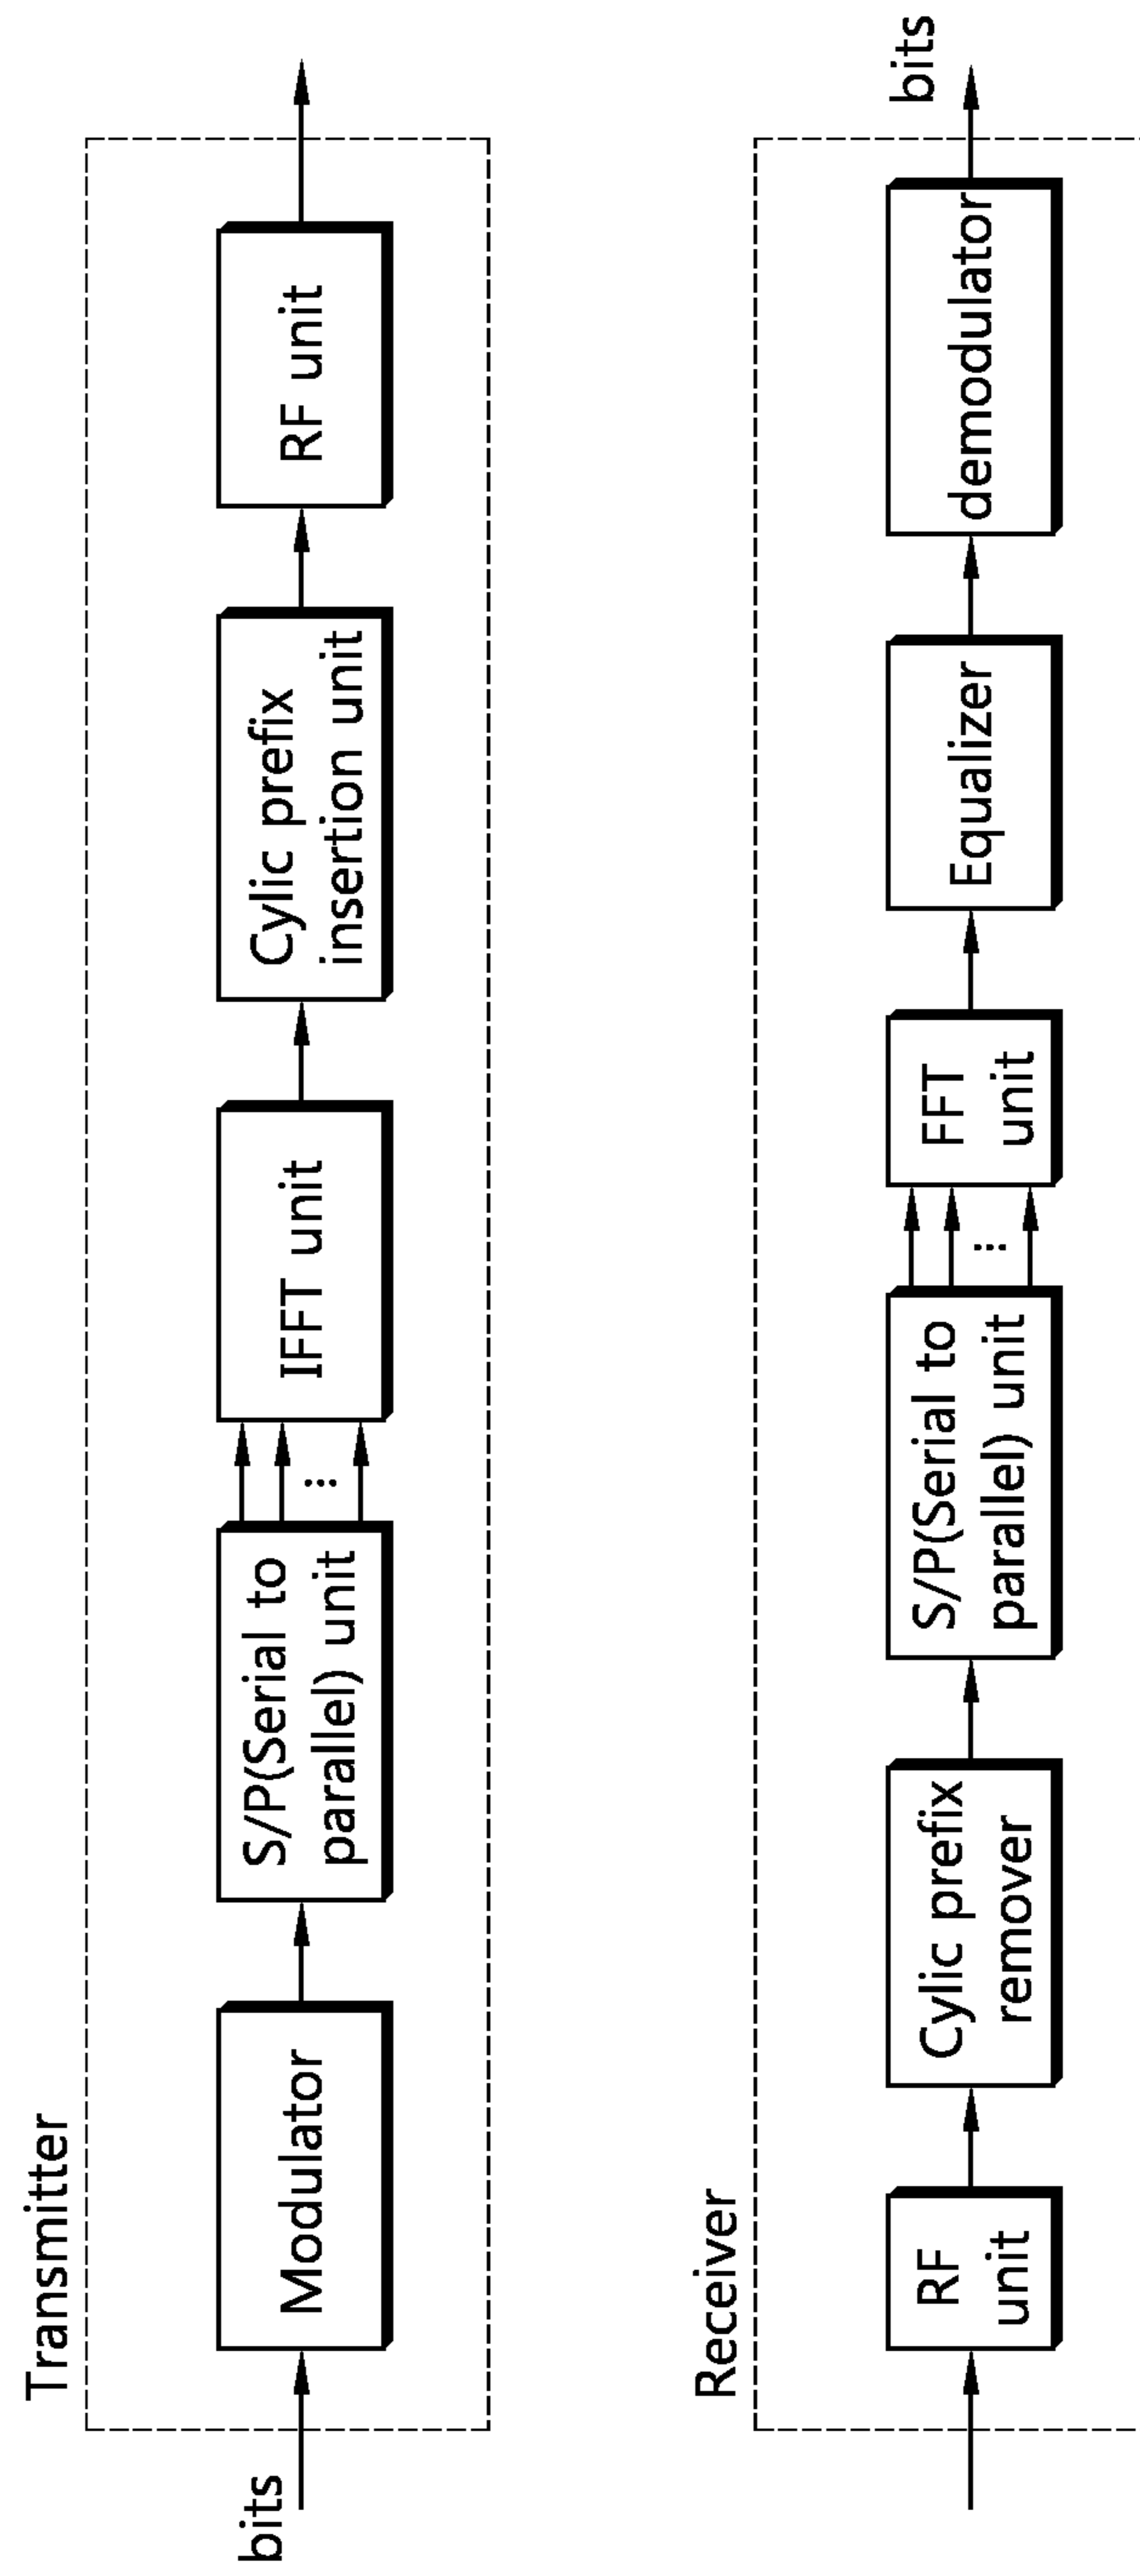 Transmitter
bits
Modulator
S/P(Serial to
parallel) unit
IFFT unit
Cylic prefix
insertion unit
RF unit
Receiver
RF
unit
Cylic prefix
remover
S/P(Serial to
parallel) unit
FFT
unit
Equalizer
demodulator
bits